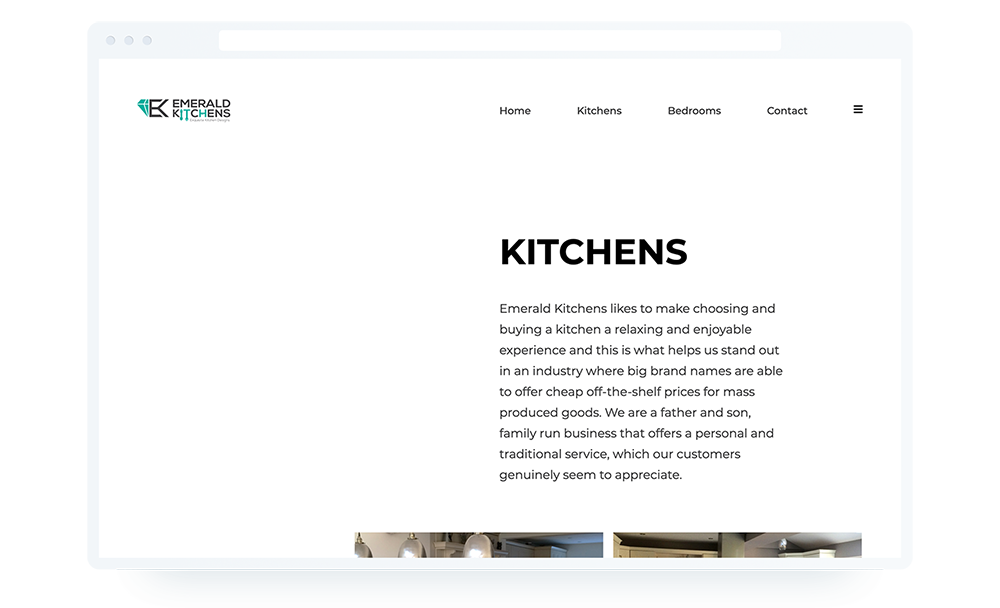 EMERALD
KITCHENS
Home Kitchens Bedrooms Contact
KITCHENS
Emerald Kitchens likes to make choosing and
buying a kitchen a relaxing and enjoyable
experience and this is what helps us stand out
in an industry where big brand names are able
to offer cheap off-the-shelf prices for mass
produced goods. We are a father and son,
family run business that offers a personal and
traditional service, which our customers
genuinely seem to appreciate.